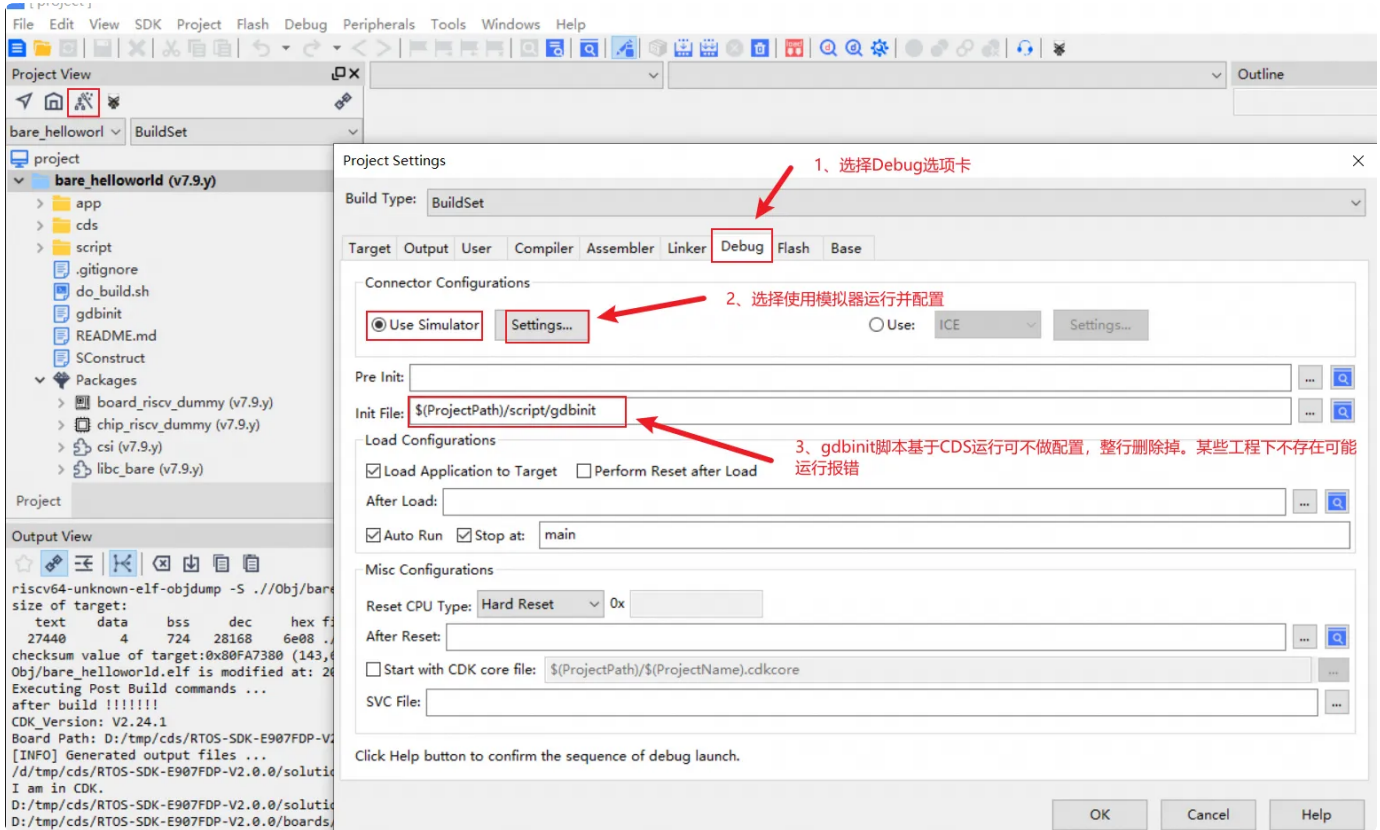 [ project ]
File Edit View SDK Project Flash Debug Peripherals Tools Windows Help
Project View
Outline
bare_helloworl BuildSet
project
bare_helloworld (v7.9.y)
app
cds
script
.gitignore
do_build.sh
gdbinit
README.md
SConstruct
Packages
board_riscv_dummy (v7.9.y)
chip_riscv_dummy (v7.9.y)
csi (v7.9.y)
libc_bare (v7.9.y)
Project
Output View
riscv64-unknown-elf-objdump -S .//Obj/bare
size of target:
text data bss dec hex fi
27440 4 724 28168 6e08 ./
checksum value of target:0x80FA7380 (143,6
Obj/bare_helloworld.elf is modified at: 20
Executing Post Build commands ...
after build !!!!!!!
CDK_Version: V2.24.1
Board Path: D:/tmp/cds/RTOS-SDK-E907FDP-V2
[INFO] Generated output files ...
/d/tmp/cds/RTOS-SDK-E907FDP-V2.0.0/solutio
I am in CDK.
D:/tmp/cds/RTOS-SDK-E907FDP-V2.0.0/solutio
D:/tmp/cds/RTOS-SDK-E907FDP-V2.0.0/boards/
Project Settings
1、选择Debug选项卡
Build Type: BuildSet
Target Output User Compiler Assembler Linker Debug Flash Base
Connector Configurations
2、选择使用模拟器运行并配置
Use Simulator Settings... Use: ICE Settings...
Pre Init: ...
Init File: $(ProjectPath)/script/gdbinit ...
Load Configurations
3、gdbinit脚本基于CDS运行可不做配置，整行删除掉。某些工程下不存在可能
运行报错
Load Application to Target Perform Reset after Load
After Load: ...
Auto Run Stop at: main
Misc Configurations
Reset CPU Type: Hard Reset 0x
After Reset: ...
Start with CDK core file: $(ProjectPath)/$(ProjectName).cdkcore ...
SVC File: ...
Click Help button to confirm the sequence of debug launch.
OK Cancel Help